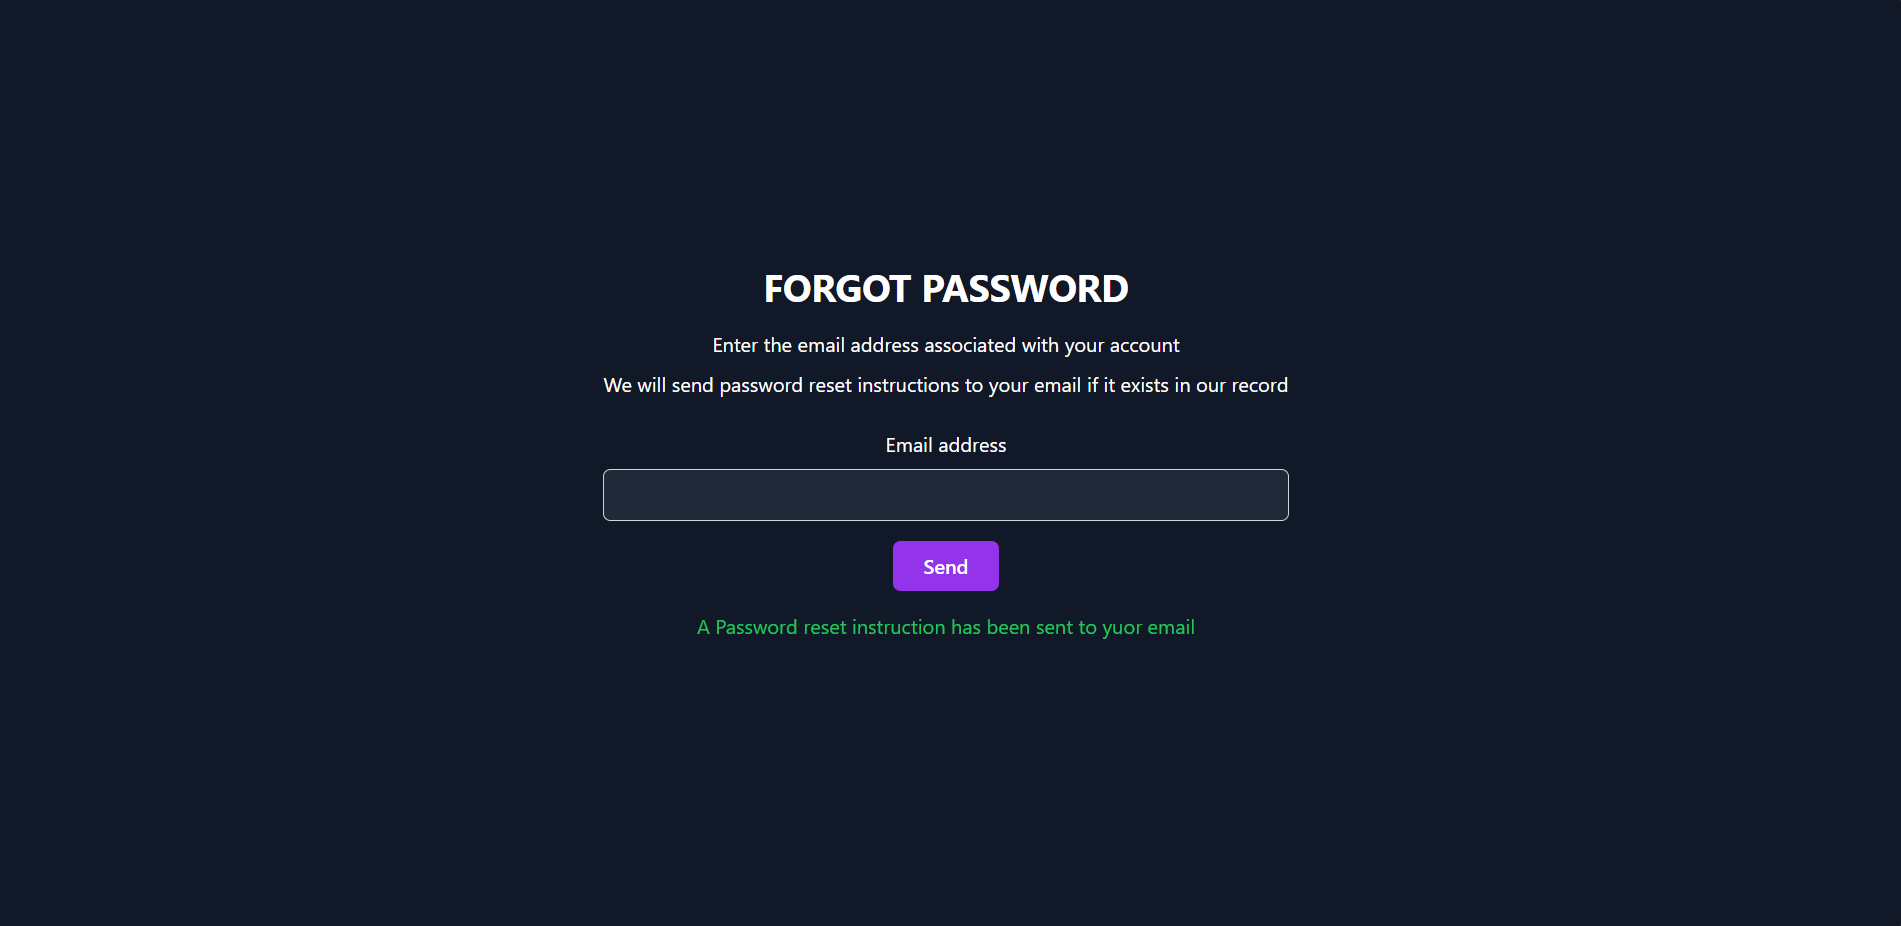 FORGOT PASSWORD
Enter the email address associated with your account
We will send password reset instructions to your email if it exists in our record
Email address
Send
A Password reset instruction has been sent to yuor email